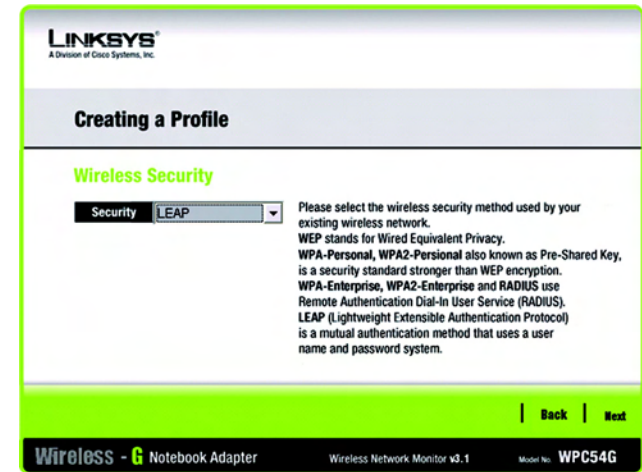 LINKSYS®
A Division of Cisco Systems, Inc.
Creating a Profile
Wireless Security
Security LEAP
Please select the wireless security method used by your
existing wireless network.
WEP stands for Wired Equivalent Privacy.
WPA-Personal, WPA2-Persional also known as Pre-Shared Key,
is a security standard stronger than WEP encryption.
WPA-Enterprise, WPA2-Enterprise and RADIUS use
Remote Authentication Dial-In User Service (RADIUS).
LEAP (Lightweight Extensible Authentication Protocol)
is a mutual authentication method that uses a user
name and password system.
Back Next
Wireless - G Notebook Adapter Wireless Network Monitor v3.1 Model No. WPC54G